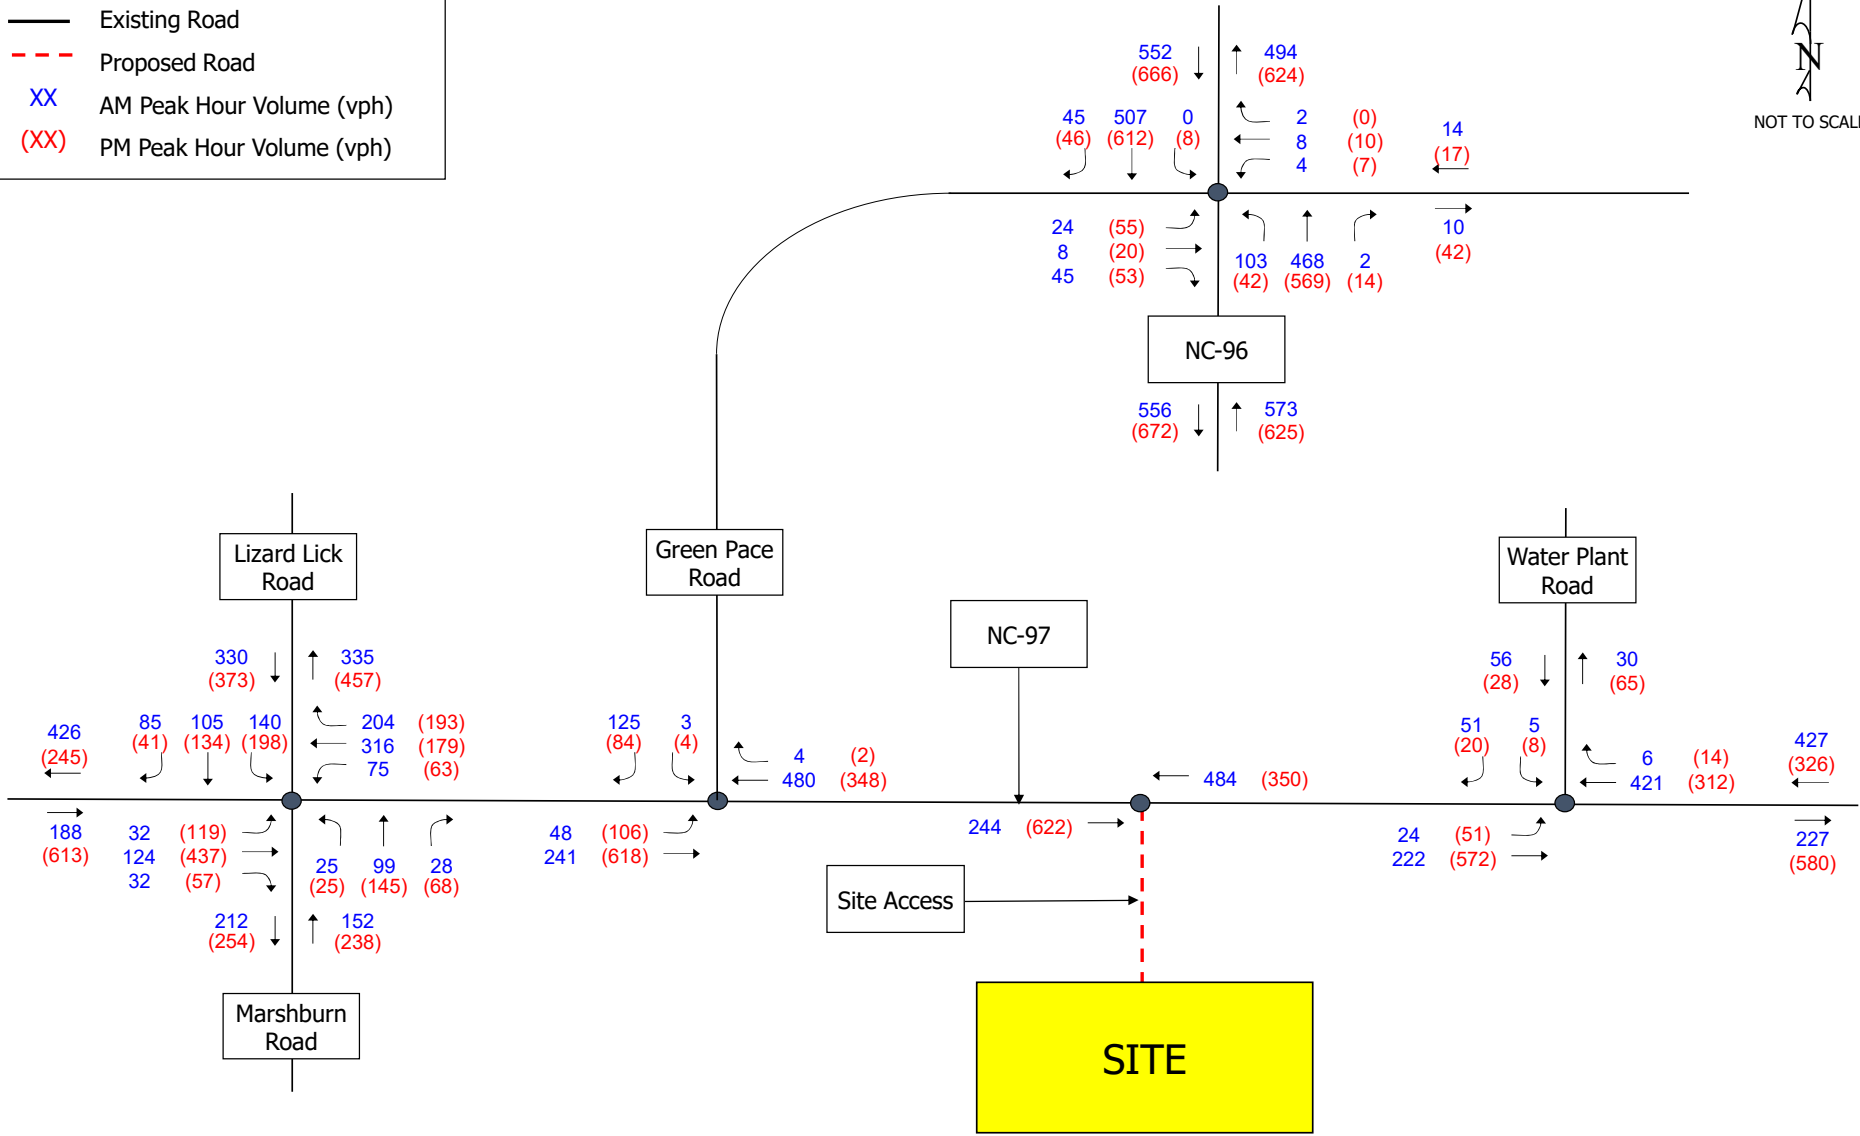 Existing Road
Proposed Road
XX AM Peak Hour Volume (vph)
(XX) PM Peak Hour Volume (vph)
N
NOT TO SCALE
552 494
(666) (624)
45 507 0
(46) (612) (8)
2 (0)
8 (10)
4 (7)
14
(17)
24 (55)
8 (20)
45 (53)
103 468 2
(42) (569) (14)
10
(42)
NC-96
556 573
(672) (625)
Lizard Lick
Road
330 335
(373) (457)
426
(245)
85 105 140
(41) (134) (198)
204 (193)
316 (179)
75 (63)
188
(613)
32 (119)
124 (437)
32 (57)
25 99 28
(25) (145) (68)
212 152
(254) (238)
Marshburn
Road
Green Pace
Road
125 3
(84) (4)
4 (2)
480 (348)
48 (106)
241 (618)
NC-97
484 (350)
244 (622)
Site Access
SITE
Water Plant
Road
56 30
(28) (65)
51 5
(20) (8)
6 (14)
421 (312)
427
(326)
24 (51)
222 (572)
227
(580)